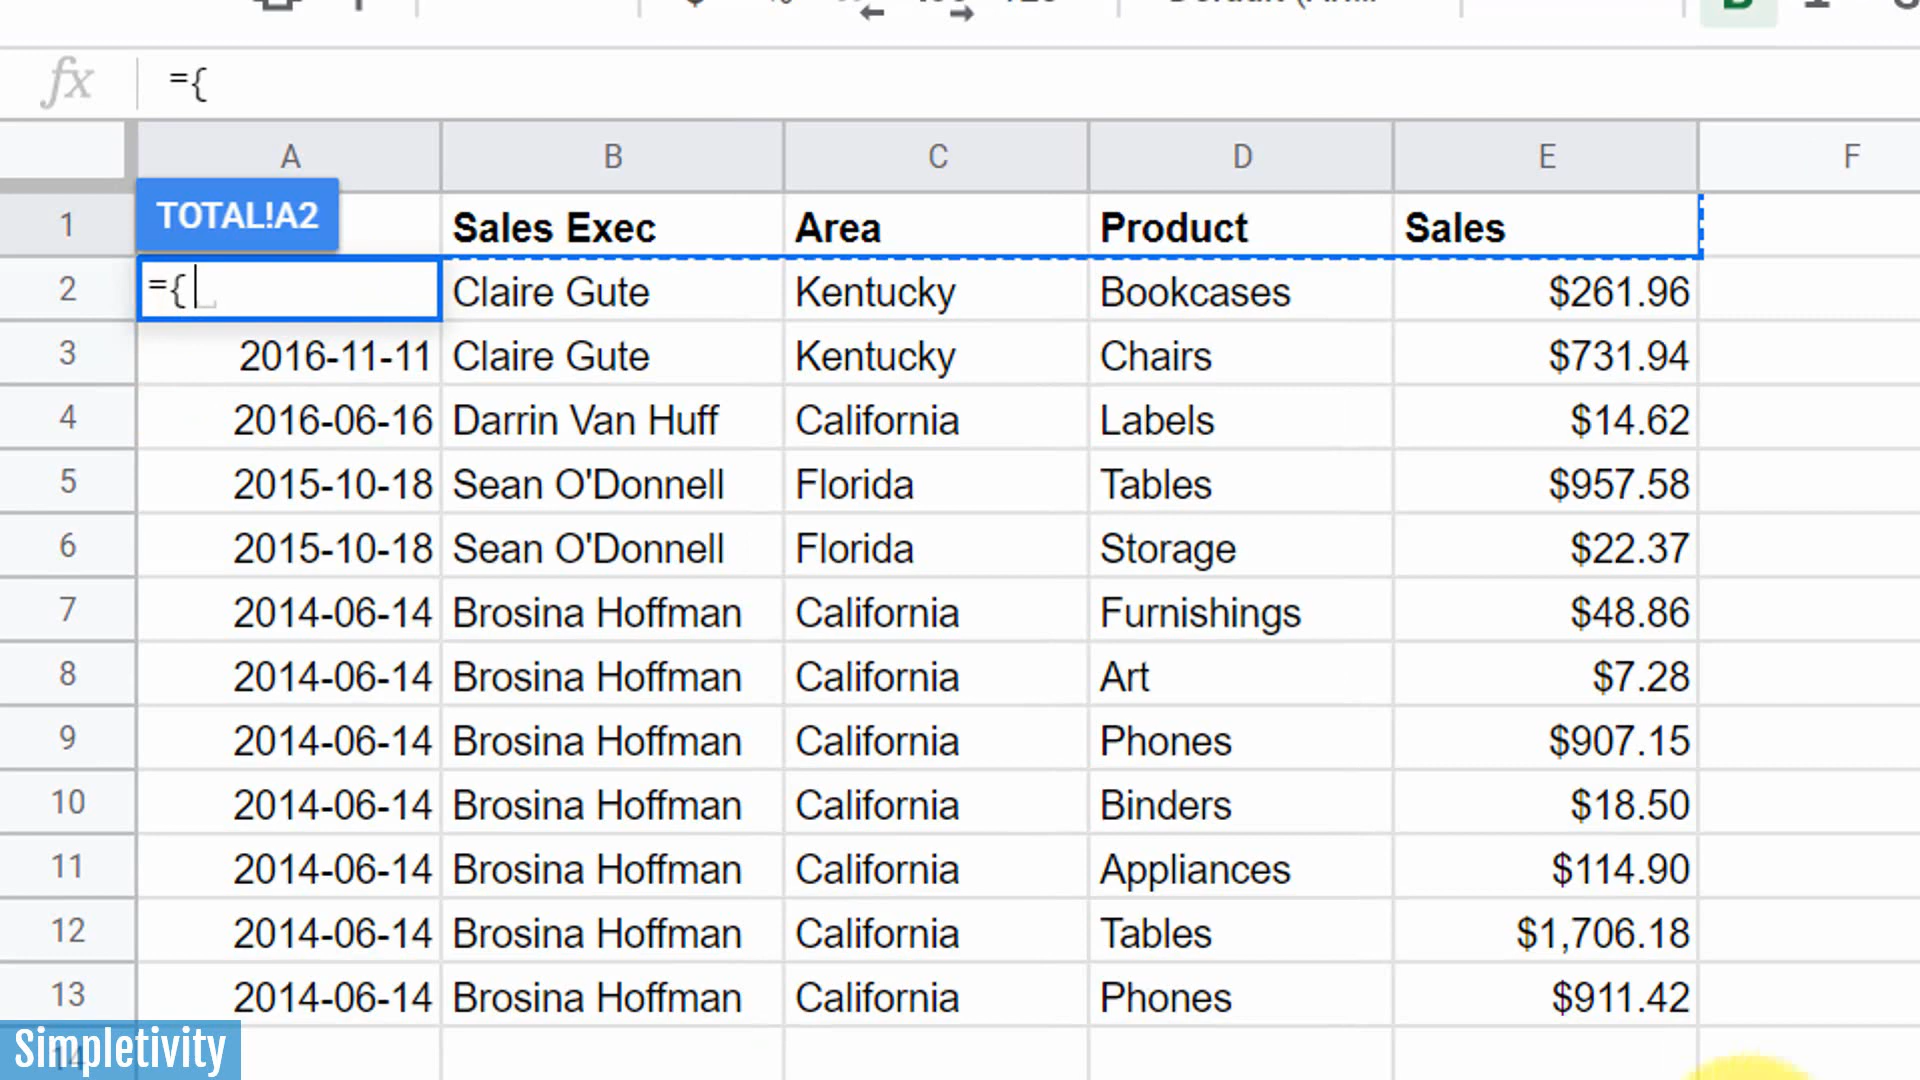 fx ={
A B C D E F
TOTAL!A2
1 Sales Exec Area Product Sales
2 ={ Claire Gute Kentucky Bookcases $261.96
3 2016-11-11 Claire Gute Kentucky Chairs $731.94
4 2016-06-16 Darrin Van Huff California Labels $14.62
5 2015-10-18 Sean O'Donnell Florida Tables $957.58
6 2015-10-18 Sean O'Donnell Florida Storage $22.37
7 2014-06-14 Brosina Hoffman California Furnishings $48.86
8 2014-06-14 Brosina Hoffman California Art $7.28
9 2014-06-14 Brosina Hoffman California Phones $907.15
10 2014-06-14 Brosina Hoffman California Binders $18.50
11 2014-06-14 Brosina Hoffman California Appliances $114.90
12 2014-06-14 Brosina Hoffman California Tables $1,706.18
13 2014-06-14 Brosina Hoffman California Phones $911.42
14
Simpletivity